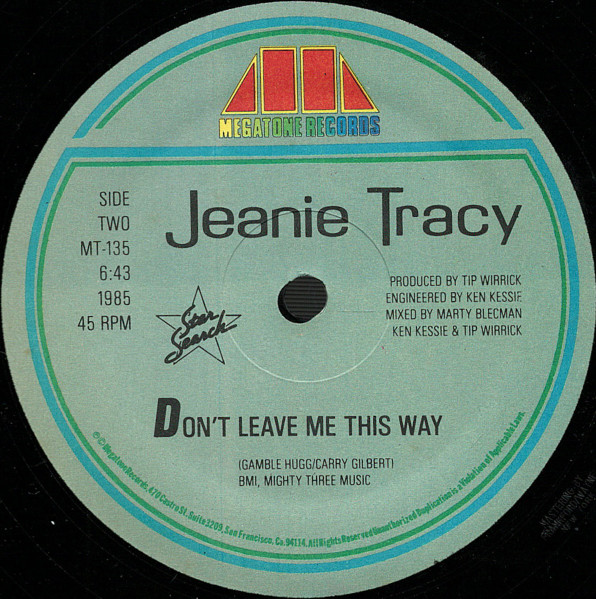 MEGATONE RECORDS
Jeanie Tracy
SIDE
TWO
MT-135
6:43
1985
45 RPM
PRODUCED BY TIP WIRRICK
ENGINEERED BY KEN KESSIE
MIXED BY MARTY BLECMAN
KEN KESSIE & TIP WIRRICK
Star
Search
DON'T LEAVE ME THIS WAY
(GAMBLE HUGG/CARRY GILBERT)
BMI, MIGHTY THREE MUSIC
℗ © Megatone Records, 470 Castro St. Suite 3209, San Francisco, Ca. 94114. All Rights Reserved Unauthorized Duplication is a Violation of Applicable Laws.